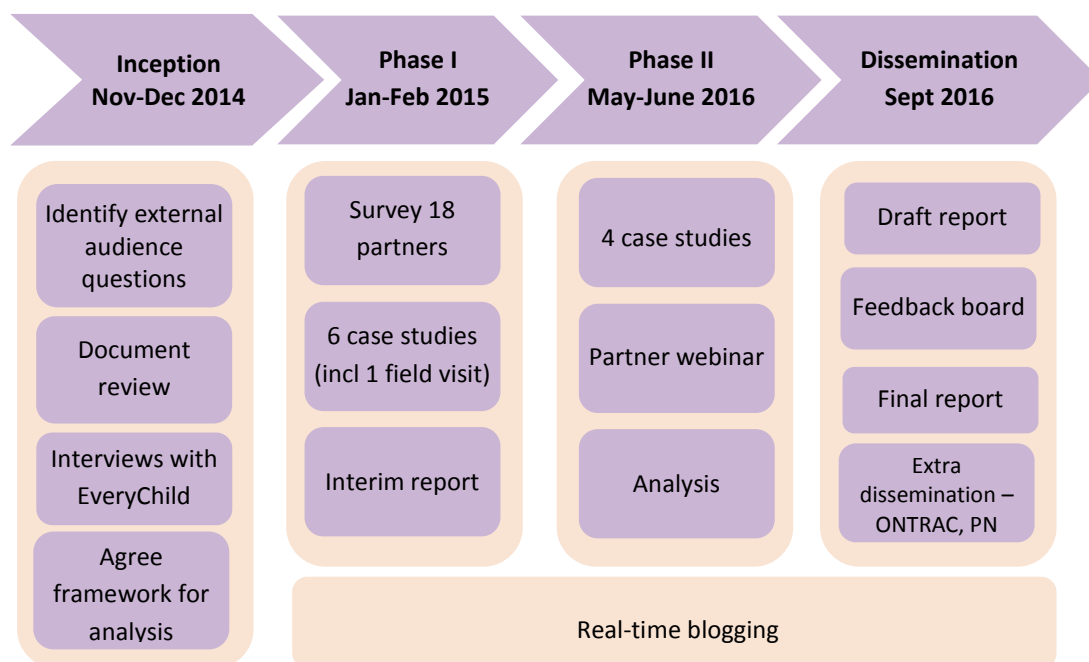 Inception
Nov-Dec 2014
Phase I
Jan-Feb 2015
Phase II
May-June 2016
Dissemination
Sept 2016
Identify external
audience
questions
Document
review
Interviews with
EveryChild
Agree
framework for
analysis
Survey 18
partners
6 case studies
(incl 1 field visit)
Interim report
4 case studies
Partner webinar
Analysis
Draft report
Feedback board
Final report
Extra
dissemination –
ONTRAC, PN
Real-time blogging